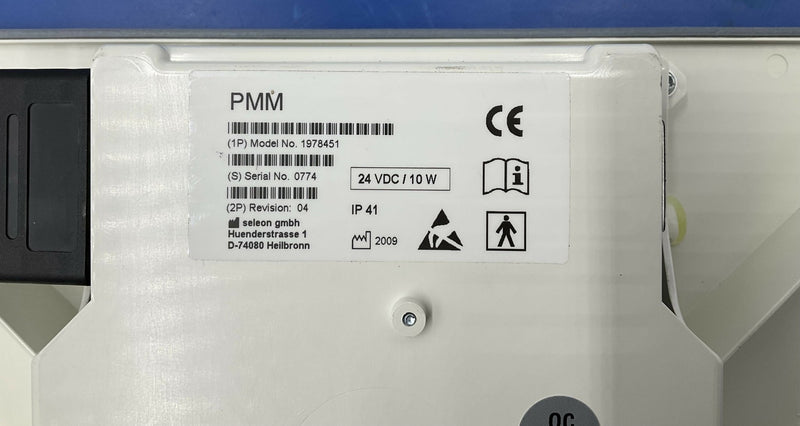 PMM®
(1P) Model No. 1978451
(S) Serial No. 0774
24 VDC / 10 W
(2P) Revision: 04
IP 41
seleon gmbh
Huenderstrasse 1
D-74080 Heilbronn
2009
CE
i
QC